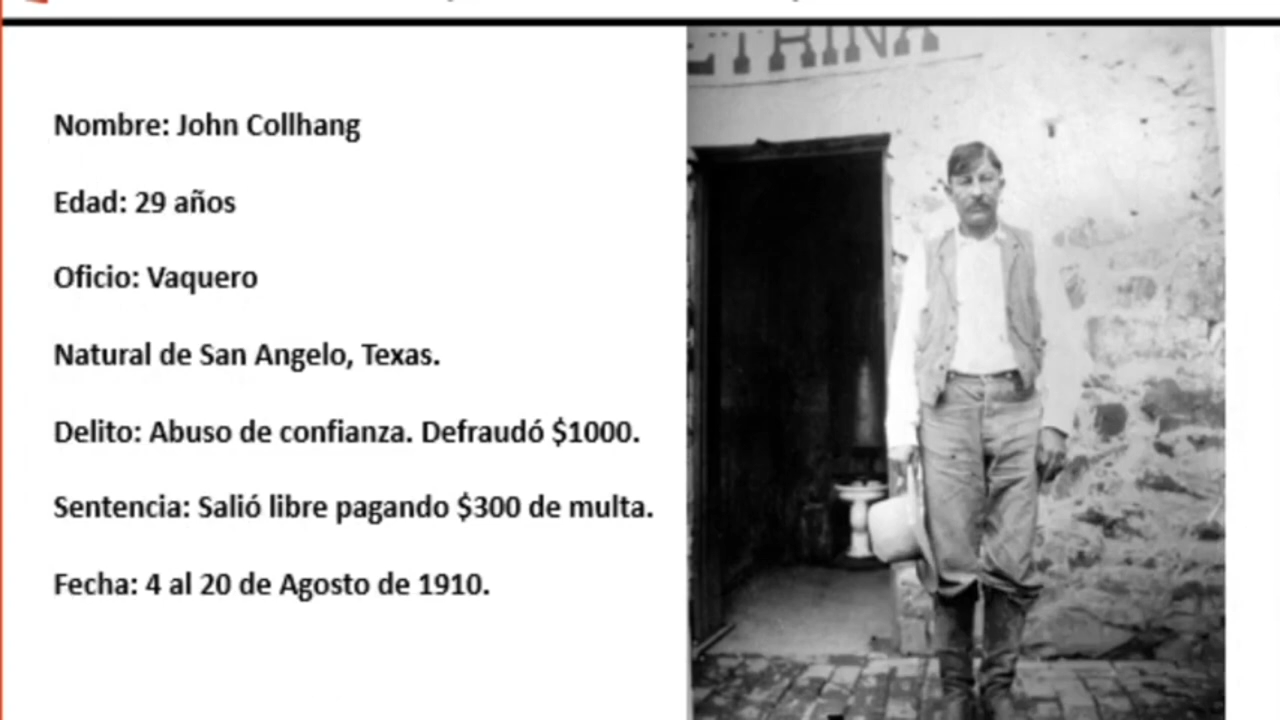 Nombre: John Collhang
Edad: 29 años
Oficio: Vaquero
Natural de San Angelo, Texas.
Delito: Abuso de confianza. Defraudó $1000.
Sentencia: Salió libre pagando $300 de multa.
Fecha: 4 al 20 de Agosto de 1910.
ETRINA